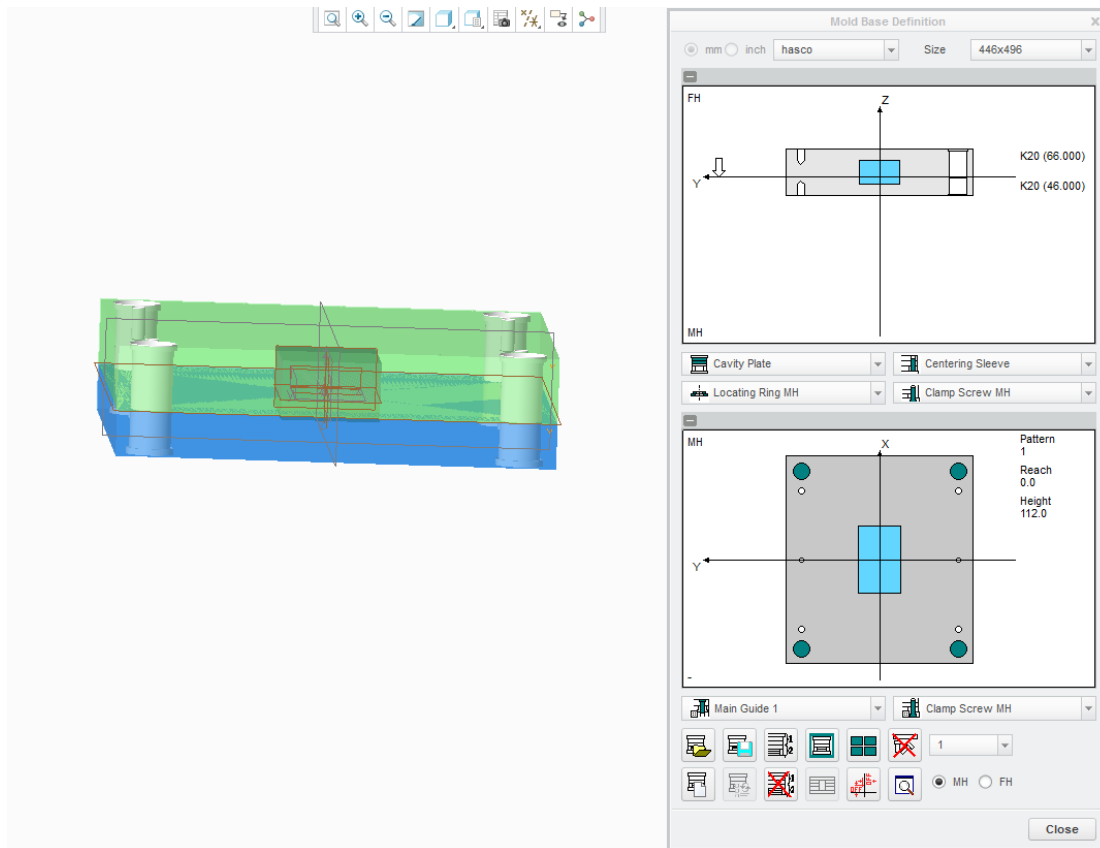 Mold Base Definition
mm inch hasco Size 446x496
FH
Z
K20 (66.000)
Y
K20 (46.000)
MH
Cavity Plate Centering Sleeve
Locating Ring MH Clamp Screw MH
MH
X
Pattern
1
Reach
0.0
Height
112.0
Y
-
Main Guide 1 Clamp Screw MH
1
MH FH
Close